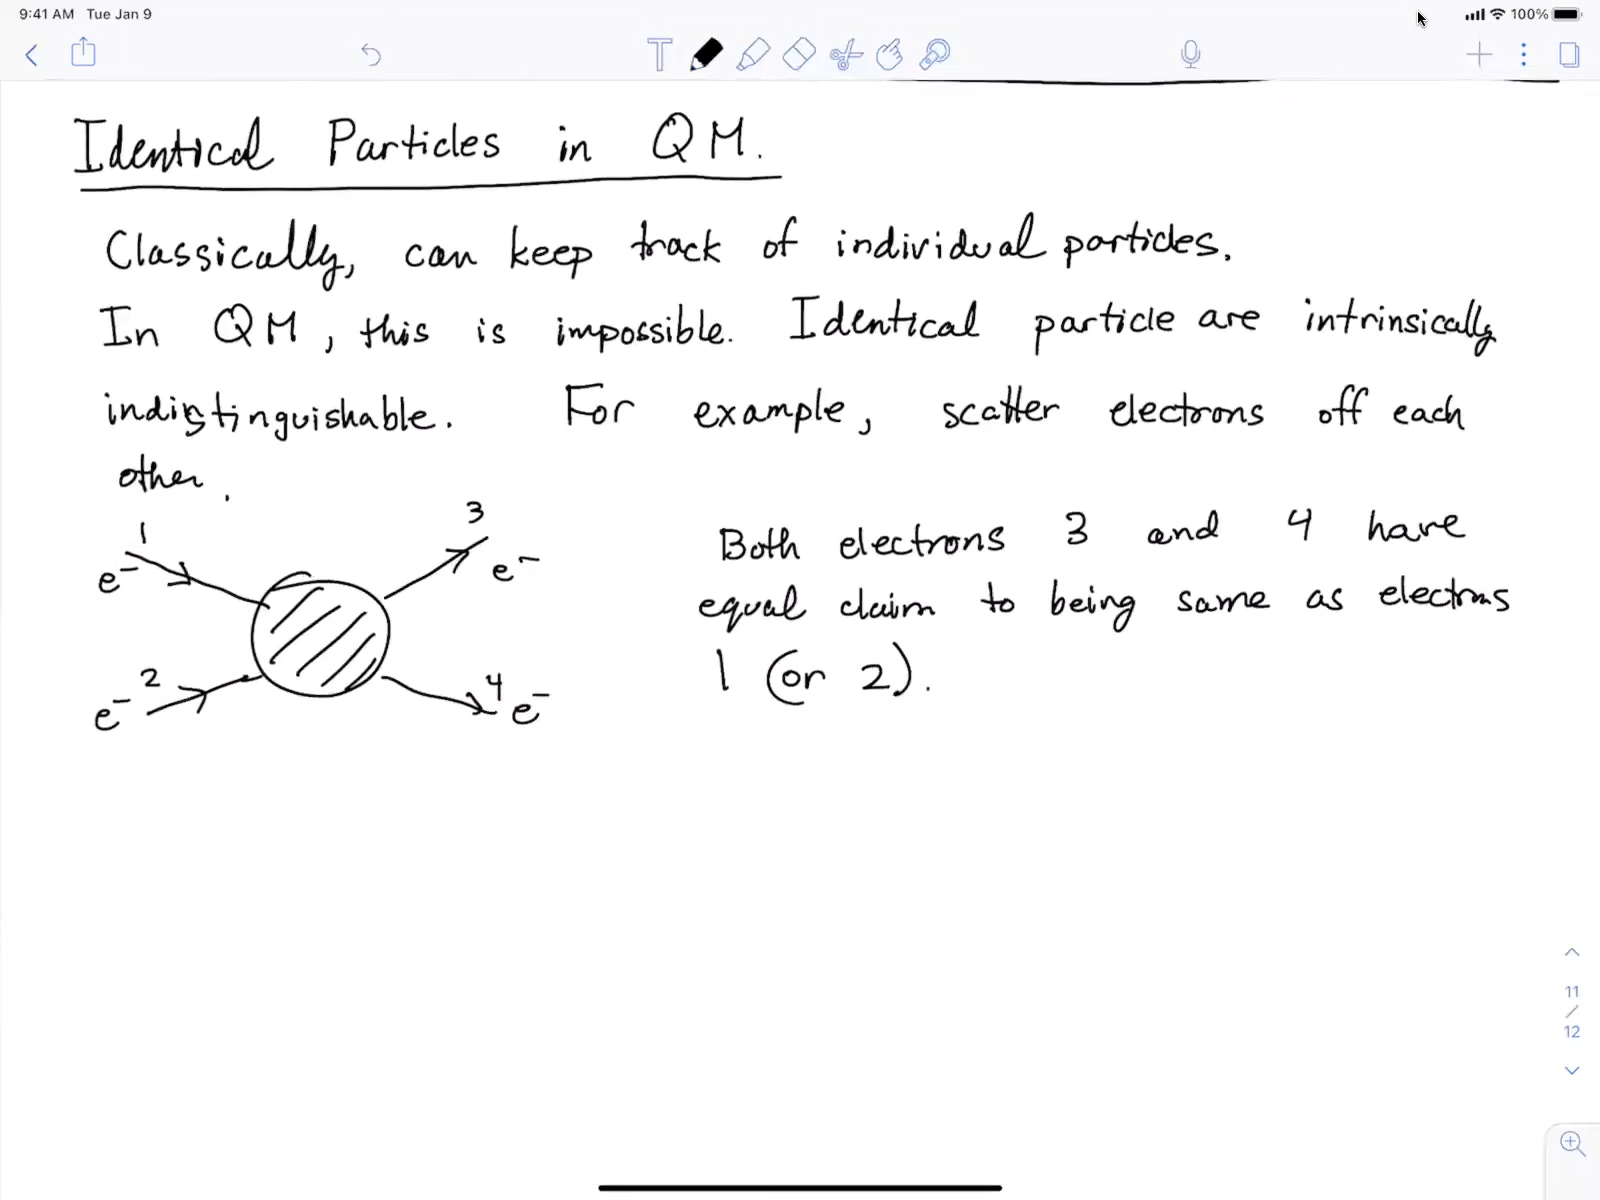 9:41 AM Tue Jan 9 100%
T
Identical Particles in QM.
Classically, can keep track of individual particles.
In QM, this is impossible. Identical particle are intrinsically
indistinguishable. For example, scatter electrons off each
other.
1
e⁻
2
e⁻
3
e⁻
4
e⁻
Both electrons 3 and 4 have
equal claim to being same as electrons
1 (or 2).
11
/
12